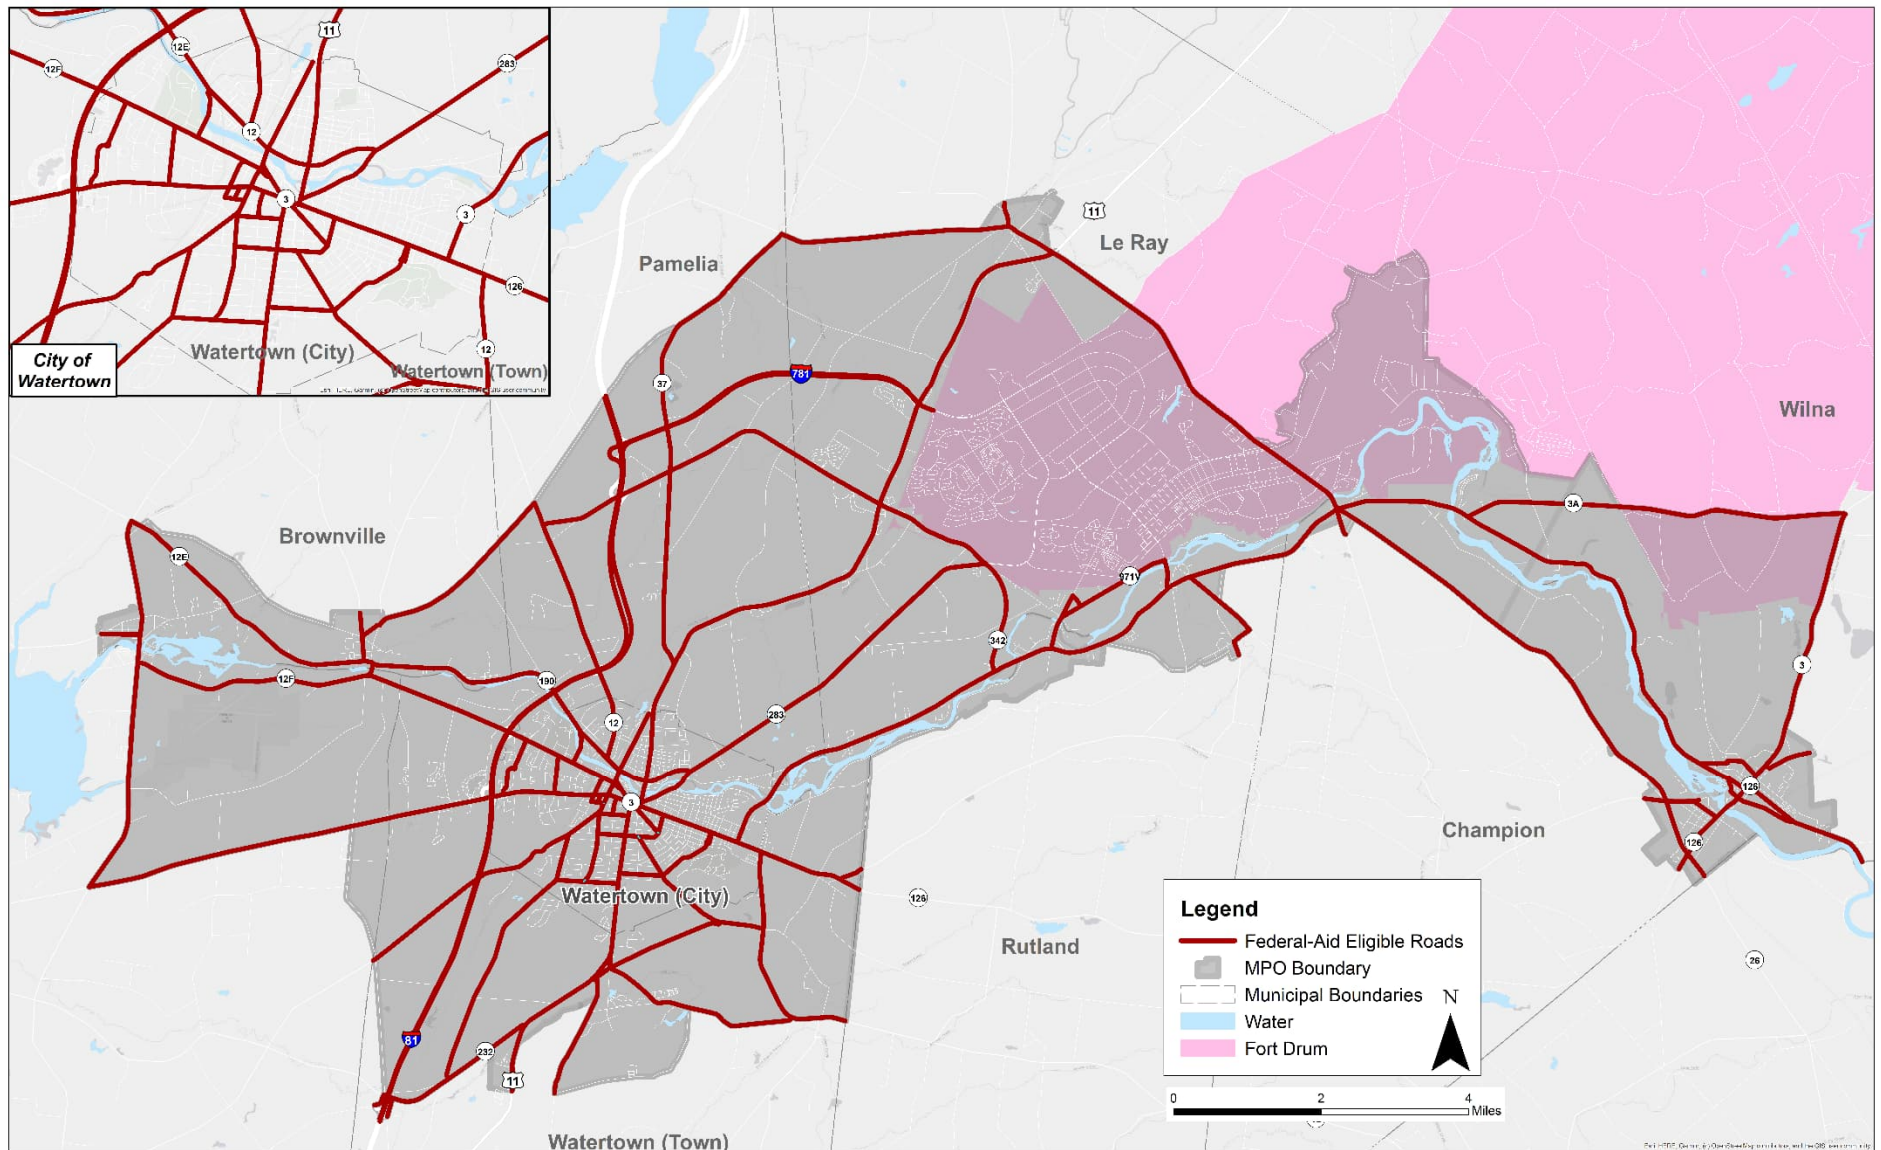 11
12E
12F
283
12
3
3
126
12
Watertown (City)
Watertown (Town)
City of
Watertown
11
Le Ray
Pamelia
37
781
Wilna
3A
Brownville
12E
971V
342
3
12F
190
283
12
3
126
Champion
126
Watertown (City)
126
Rutland
26
81
232
11
Watertown (Town)
Legend
Federal-Aid Eligible Roads
MPO Boundary
Municipal Boundaries
N
Water
Fort Drum
0
2
4
Miles